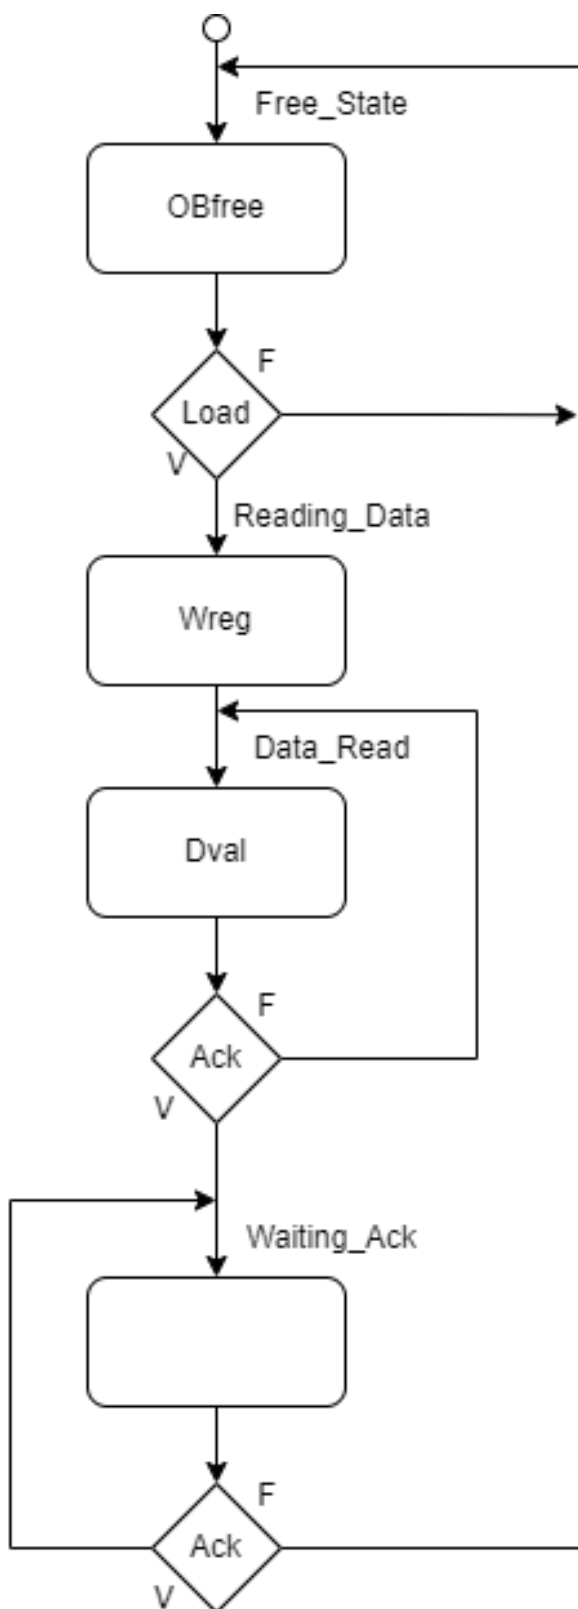 Free_State
OBfree
F
Load
V
Reading_Data
Wreg
Data_Read
Dval
F
Ack
V
Waiting_Ack
F
Ack
V